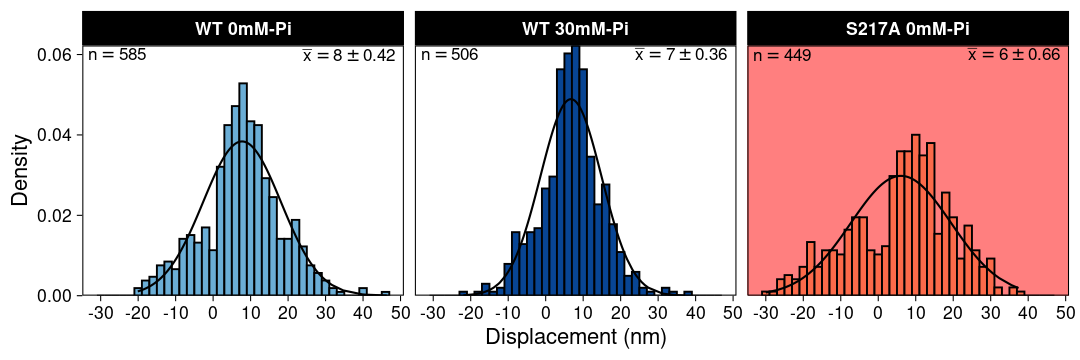 WT 0mM-Pi
WT 30mM-Pi
S217A 0mM-Pi
n = 585
x̅ = 8 ± 0.42
n = 506
x̅ = 7 ± 0.36
n = 449
x̅ = 6 ± 0.66
Density
0.06
0.04
0.02
0.00
-30 -20 -10 0 10 20 30 40 50
-30 -20 -10 0 10 20 30 40 50
-30 -20 -10 0 10 20 30 40 50
Displacement (nm)